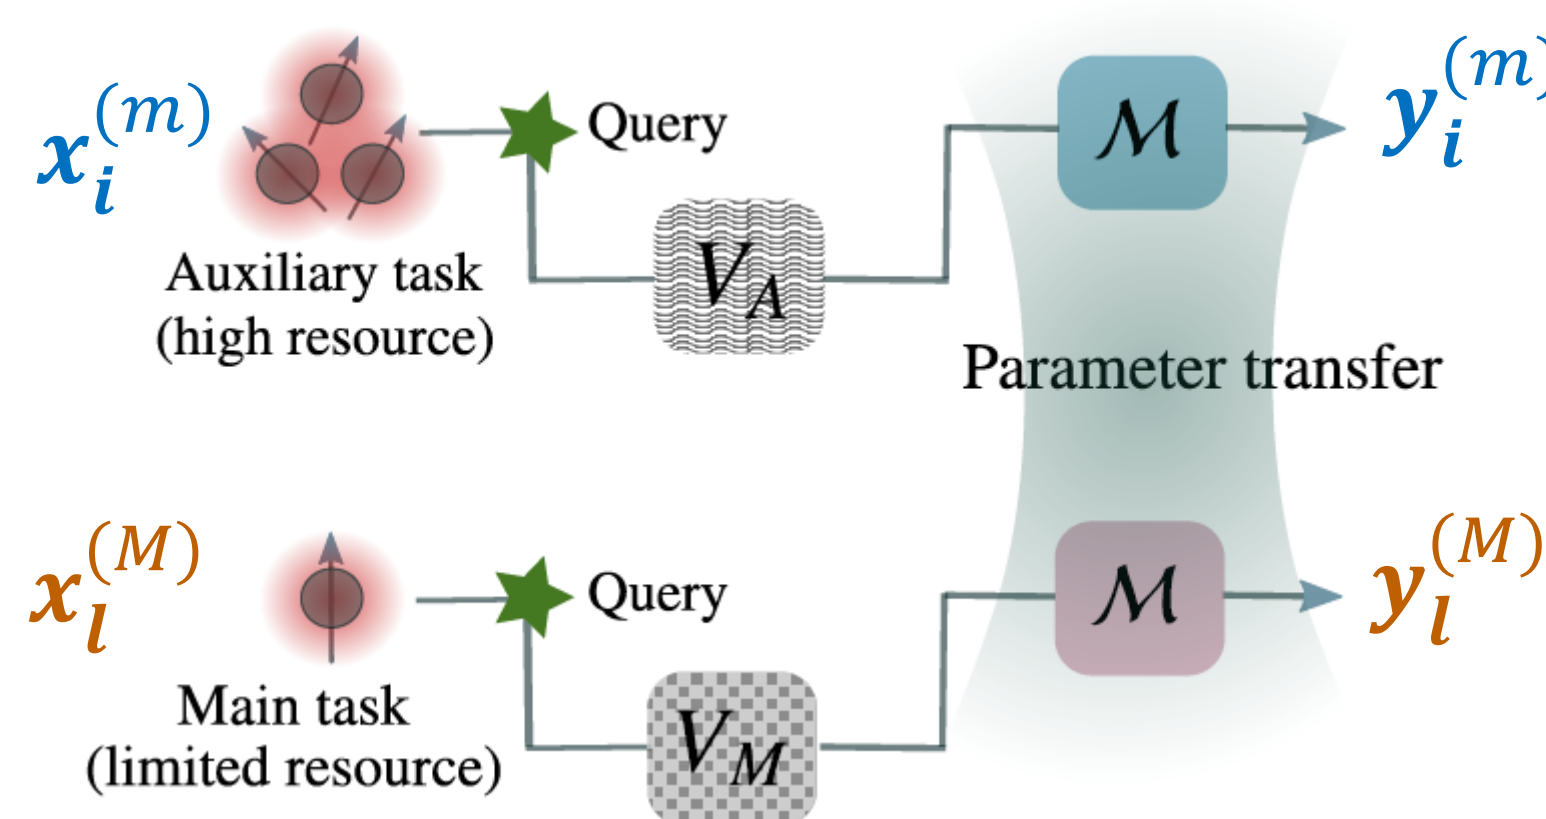 x_i^(m)
Query
ℳ
y_i^(m)
V_A
Auxiliary task
(high resource)
Parameter transfer
x_l^(M)
Query
ℳ
y_l^(M)
Main task
(limited resource)
V_M